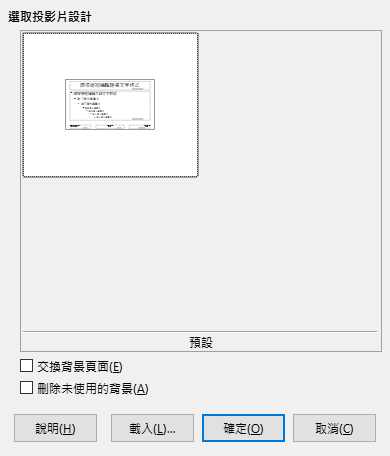 選取投影片設計
預設
交換背景頁面(E)
刪除未使用的背景(A)
說明(H)
載入(L)...
確定(O)
取消(C)